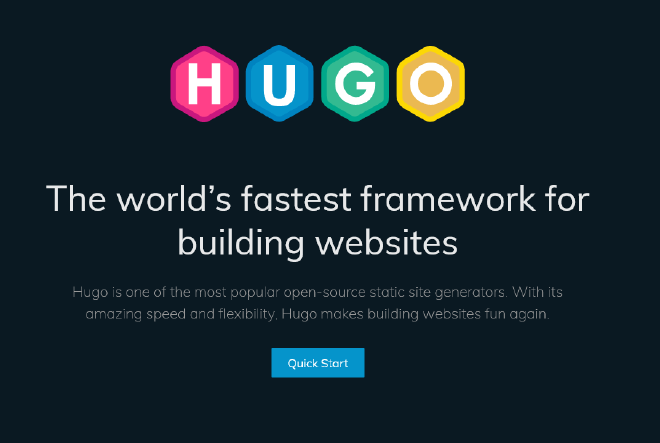 HUGO
The world’s fastest framework for
building websites
Hugo is one of the most popular open-source static site generators. With its
amazing speed and flexibility, Hugo makes building websites fun again.
Quick Start